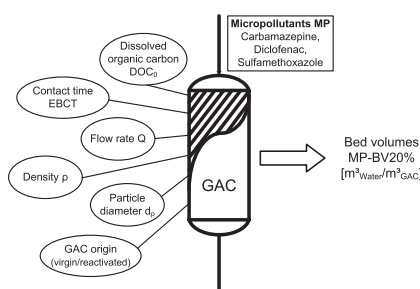 Micropollutants MP
Carbamazepine,
Diclofenac,
Sulfamethoxazole
Dissolved
organic carbon
DOC₀
Contact time
EBCT
Flow rate Q
Density ρ
Particle
diameter dₚ
GAC origin
(virgin/reactivated)
GAC
Bed volumes
MP-BV20%
[m³Water/m³GAC]